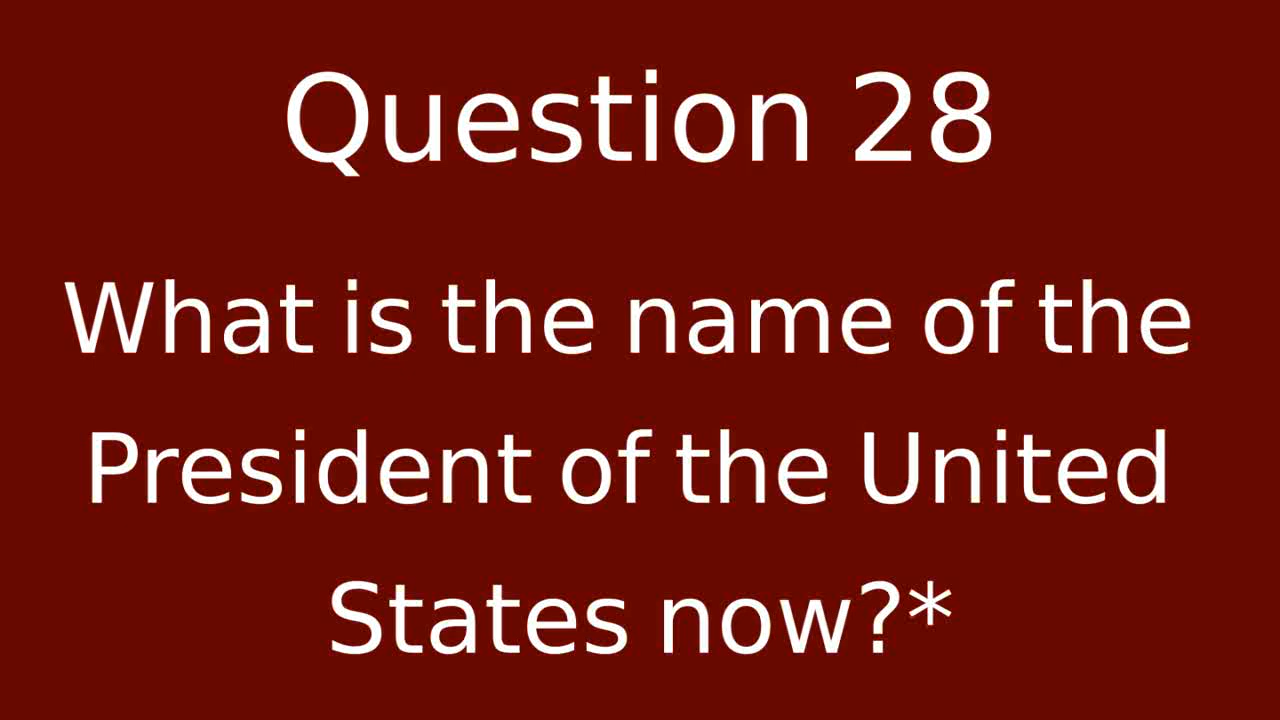 Question 28
What is the name of the
President of the United
States now?*